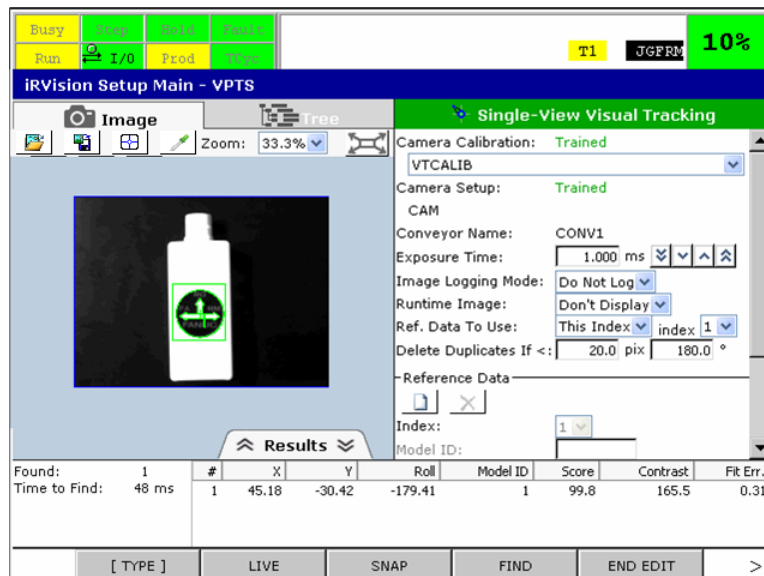 Busy Step Hold Fault
Run I/O Prod TCyc
T1 JGFRM 10%
iRVision Setup Main - VPTS
Image Tree
Single-View Visual Tracking
Zoom: 33.3%
Camera Calibration: Trained
VTCALIB
Camera Setup: Trained
CAM
Conveyor Name: CONV1
Exposure Time: 1.000 ms
Image Logging Mode: Do Not Log
Runtime Image: Don't Display
Ref. Data To Use: This Index index 1
Delete Duplicates If <: 20.0 pix 180.0 °
Reference Data
Index: 1
Model ID:
Results
Found: 1
Time to Find: 48 ms
# X Y Roll Model ID Score Contrast Fit Err.
1 45.18 -30.42 -179.41 1 99.8 165.5 0.31
[ TYPE ] LIVE SNAP FIND END EDIT >